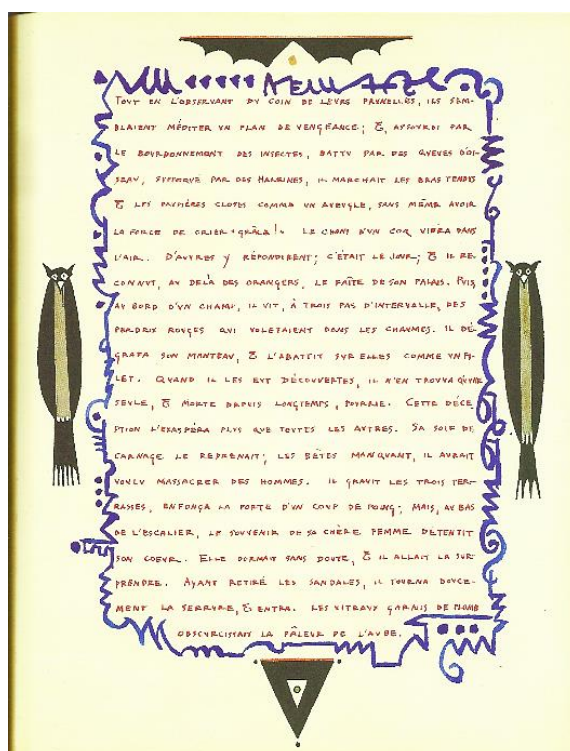 TOUT EN L'OBSERVANT DU COIN DE LEURS PRUNELLES, ILS SEM-
BLAIENT MÉDITER UN PLAN DE VENGEANCE; &, ASSOURDI PAR
LE BOURDONNEMENT DES INSECTES, BATTU PAR DES QUEUES D'OI-
SEAU, SUFFOQUÉ PAR DES HALEINES, IL MARCHAIT LES BRAS TENDUS
& LES PAUPIÈRES CLOSES COMME UN AVEUGLE, SANS MÊME AVOIR
LA FORCE DE CRIER «GRÂCE!» LE CHANT D'UN COQ VIBRA DANS
L'AIR. D'AUTRES Y RÉPONDIRENT; C'ÉTAIT LE JOUR; & IL RE-
CONNUT, AU DELÀ DES ORANGERS, LE FAÎTE DE SON PALAIS. PUIS,
AU BORD D'UN CHAMP, IL VIT, À TROIS PAS D'INTERVALLE, DES
PERDRIX ROUGES QUI VOLETAIENT DANS LES CHAUMES. IL DÉ-
GRAFA SON MANTEAU, & L'ABATTIT SUR ELLES COMME UN FI-
LET. QUAND IL LES EUT DÉCOUVERTES, IL N'EN TROUVA QU'UNE
SEULE, & MORTE DEPUIS LONGTEMPS, POURRIE. CETTE DÉCE-
PTION L'EXASPÉRA PLUS QUE TOUTES LES AUTRES. SA SOIF DE
CARNAGE LE REPRENAIT; LES BÊTES MANQUANT, IL AURAIT
VOULU MASSACRER DES HOMMES. IL GRAVIT LES TROIS TER-
RASSES, ENFONÇA LA PORTE D'UN COUP DE POING; MAIS, AU BAS
DE L'ESCALIER, LE SOUVENIR DE SA CHÈRE FEMME DÉTENDIT
SON COEUR. ELLE DORMAIT SANS DOUTE, & IL ALLAIT LA SUR-
PRENDRE. AYANT RETIRÉ LES SANDALES, IL TOURNA DOUCE-
MENT LA SERRURE, & ENTRA. LES VITRAUX GARNIS DE PLOMB
OBSCURCISSAIT LA PÂLEUR DE L'AUBE.